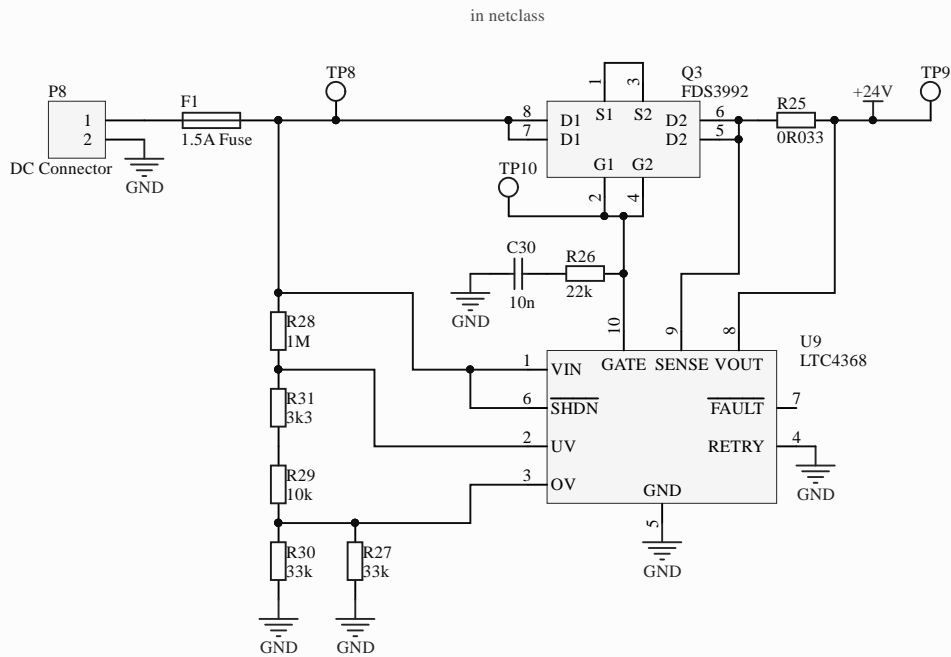 in netclass
P8
1
2
DC Connector
GND
F1
1.5A Fuse
TP8
1
3
Q3
FDS3992
8
7
D1
D1
S1
S2
D2
D2
6
5
G1
G2
2
4
R25
0R033
+24V
TP9
TP10
C30
10n
GND
R26
22k
10
9
8
U9
LTC4368
R28
1M
R31
3k3
R29
10k
R30
33k
R27
33k
GND
GND
1
VIN
GATE
SENSE
VOUT
6
SHDN
FAULT
7
2
UV
RETRY
4
GND
3
OV
GND
5
GND